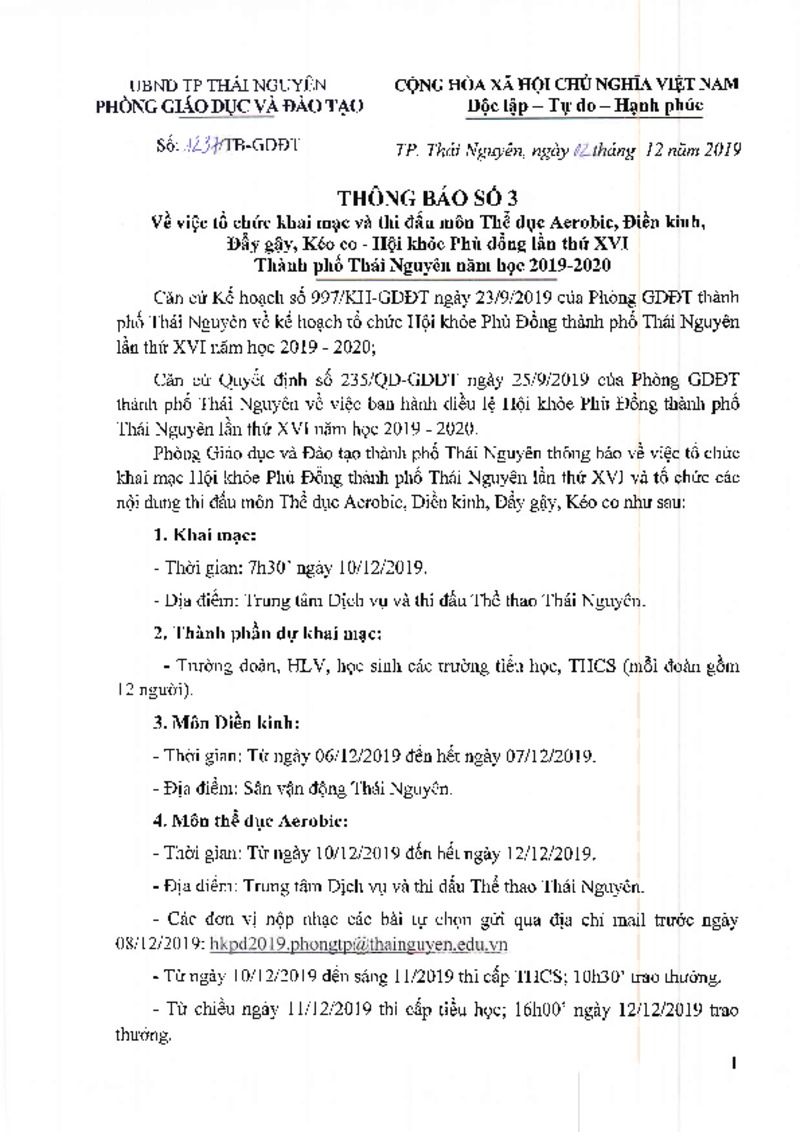 UBND TP THÁI NGUYÊN
PHÒNG GIÁO DỤC VÀ ĐÀO TẠO
CỘNG HÒA XÃ HỘI CHỦ NGHĨA VIỆT NAM
Độc lập – Tự do – Hạnh phúc
Số: 1237/TB-GDĐT
TP. Thái Nguyên, ngày 02 tháng 12 năm 2019
THÔNG BÁO SỐ 3
Về việc tổ chức khai mạc và thi đấu môn Thể dục Aerobic, Điền kinh,
Đẩy gậy, Kéo co - Hội khỏe Phù đổng lần thứ XVI
Thành phố Thái Nguyên năm học 2019-2020
Căn cứ Kế hoạch số 997/KH-GDĐT ngày 23/9/2019 của Phòng GDĐT thành
phố Thái Nguyên về kế hoạch tổ chức Hội khỏe Phù Đổng thành phố Thái Nguyên
lần thứ XVI năm học 2019 - 2020;
Căn cứ Quyết định số 235/QĐ-GDĐT ngày 25/9/2019 của Phòng GDĐT
thành phố Thái Nguyên về việc ban hành điều lệ Hội khỏe Phù Đổng thành phố
Thái Nguyên lần thứ XVI năm học 2019 - 2020.
Phòng Giáo dục và Đào tạo thành phố Thái Nguyên thông báo về việc tổ chức
khai mạc Hội khỏe Phù Đổng thành phố Thái Nguyên lần thứ XVI và tổ chức các
nội dung thi đấu môn Thể dục Aerobic, Điền kinh, Đẩy gậy, Kéo co như sau:
1. Khai mạc:
- Thời gian: 7h30’ ngày 10/12/2019.
- Địa điểm: Trung tâm Dịch vụ và thi đấu Thể thao Thái Nguyên.
2. Thành phần dự khai mạc:
- Trưởng đoàn, HLV, học sinh các trường tiểu học, THCS (mỗi đoàn gồm
12 người).
3. Môn Điền kinh:
- Thời gian: Từ ngày 06/12/2019 đến hết ngày 07/12/2019.
- Địa điểm: Sân vận động Thái Nguyên.
4. Môn thể dục Aerobic:
- Thời gian: Từ ngày 10/12/2019 đến hết ngày 12/12/2019.
- Địa điểm: Trung tâm Dịch vụ và thi đấu Thể thao Thái Nguyên.
- Các đơn vị nộp nhạc các bài tự chọn gửi qua địa chỉ mail trước ngày
08/12/2019: hkpd2019.phongtp@thainguyen.edu.vn
- Từ ngày 10/12/2019 đến sáng 11/2019 thi cấp THCS; 10h30’ trao thưởng.
- Từ chiều ngày 11/12/2019 thi cấp tiểu học; 16h00’ ngày 12/12/2019 trao
thưởng.
1